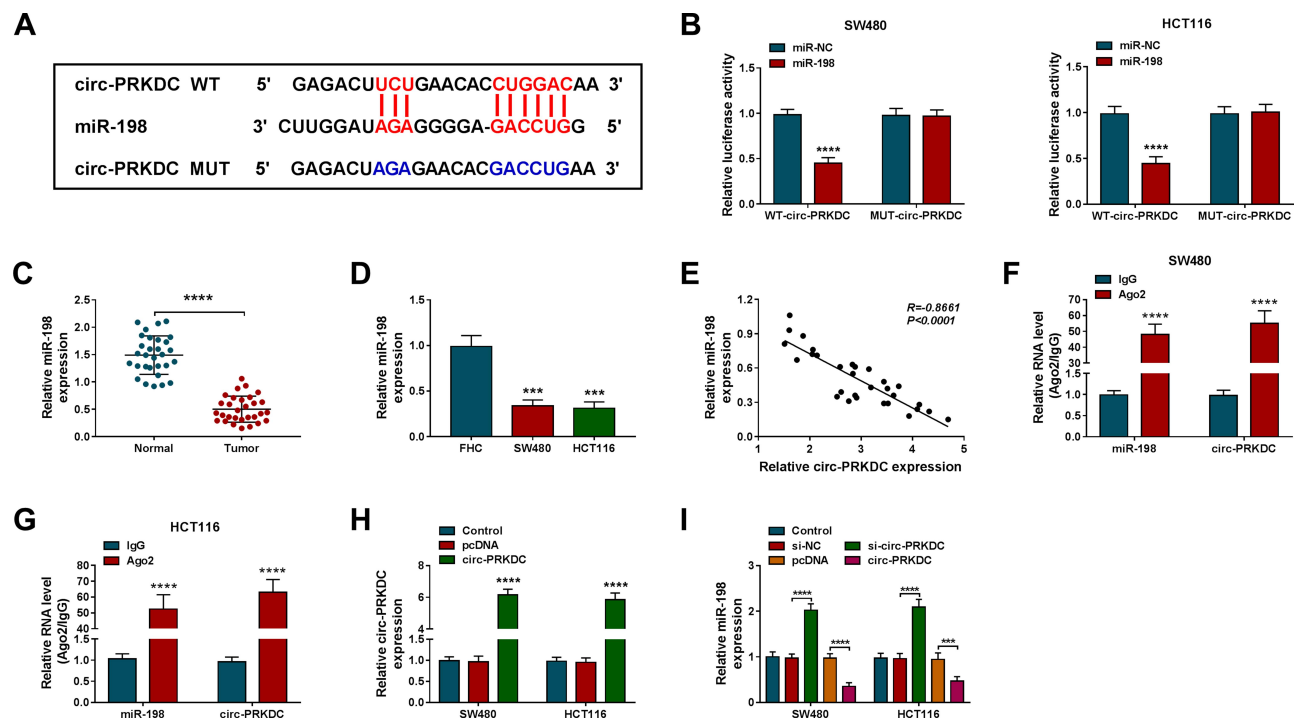 A
circ-PRKDC WT 5' GAGACUUCUGAACACCUGGACAA 3'
miR-198 3' CUUGGAUAGAGGGGA-GACCUGG 5'
circ-PRKDC MUT 5' GAGACUAGAGAACACGACCUGAA 3'
B
SW480
miR-NC
miR-198
Relative luciferase activity
1.5
1.0
0.5
0.0
****
WT-circ-PRKDC MUT-circ-PRKDC
HCT116
miR-NC
miR-198
Relative luciferase activity
1.5
1.0
0.5
0.0
****
WT-circ-PRKDC MUT-circ-PRKDC
C
Relative miR-198
expression
2.5
2.0
1.5
1.0
0.5
0.0
****
Normal Tumor
D
Relative miR-198
expression
1.5
1.0
0.5
0.0
*** ***
FHC SW480 HCT116
E
Relative miR-198
expression
1.2
0.9
0.6
0.3
0.0
R=-0.8661
P<0.0001
1 2 3 4 5
Relative circ-PRKDC expression
F
SW480
IgG
Ago2
Relative RNA level
(Ago2/IgG)
70
60
50
40
30
1.5
1.0
0.5
0.0
**** ****
miR-198 circ-PRKDC
G
HCT116
IgG
Ago2
Relative RNA level
(Ago2/IgG)
80
70
60
50
40
1.5
1.0
0.5
0.0
**** ****
miR-198 circ-PRKDC
H
Control
pcDNA
circ-PRKDC
Relative circ-PRKDC
expression
8
6
4
1.5
1.0
0.5
0.0
**** ****
SW480 HCT116
I
Control
si-NC si-circ-PRKDC
pcDNA circ-PRKDC
Relative miR-198
expression
3
2
1
0
**** **** **** ***
SW480 HCT116